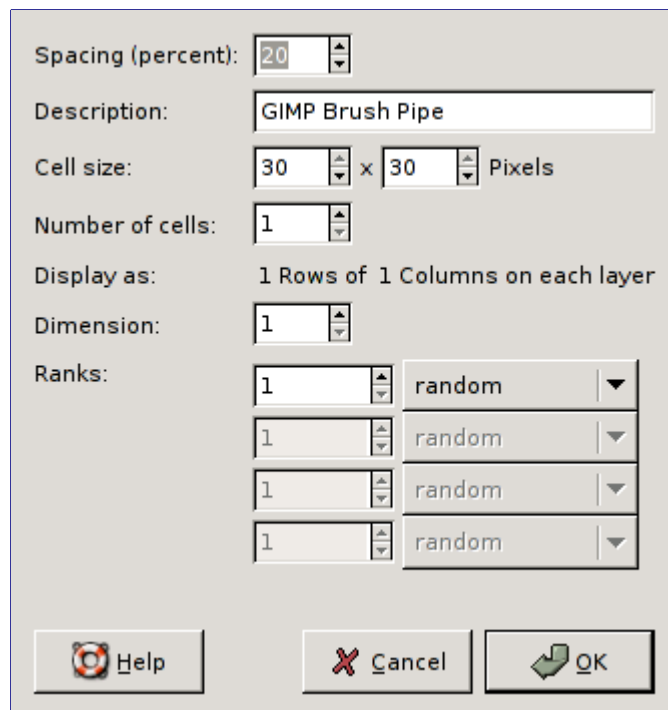 Spacing (percent): 20
Description: GIMP Brush Pipe
Cell size: 30 x 30 Pixels
Number of cells: 1
Display as: 1 Rows of 1 Columns on each layer
Dimension: 1
Ranks: 1 random
1 random
1 random
1 random
Help Cancel OK